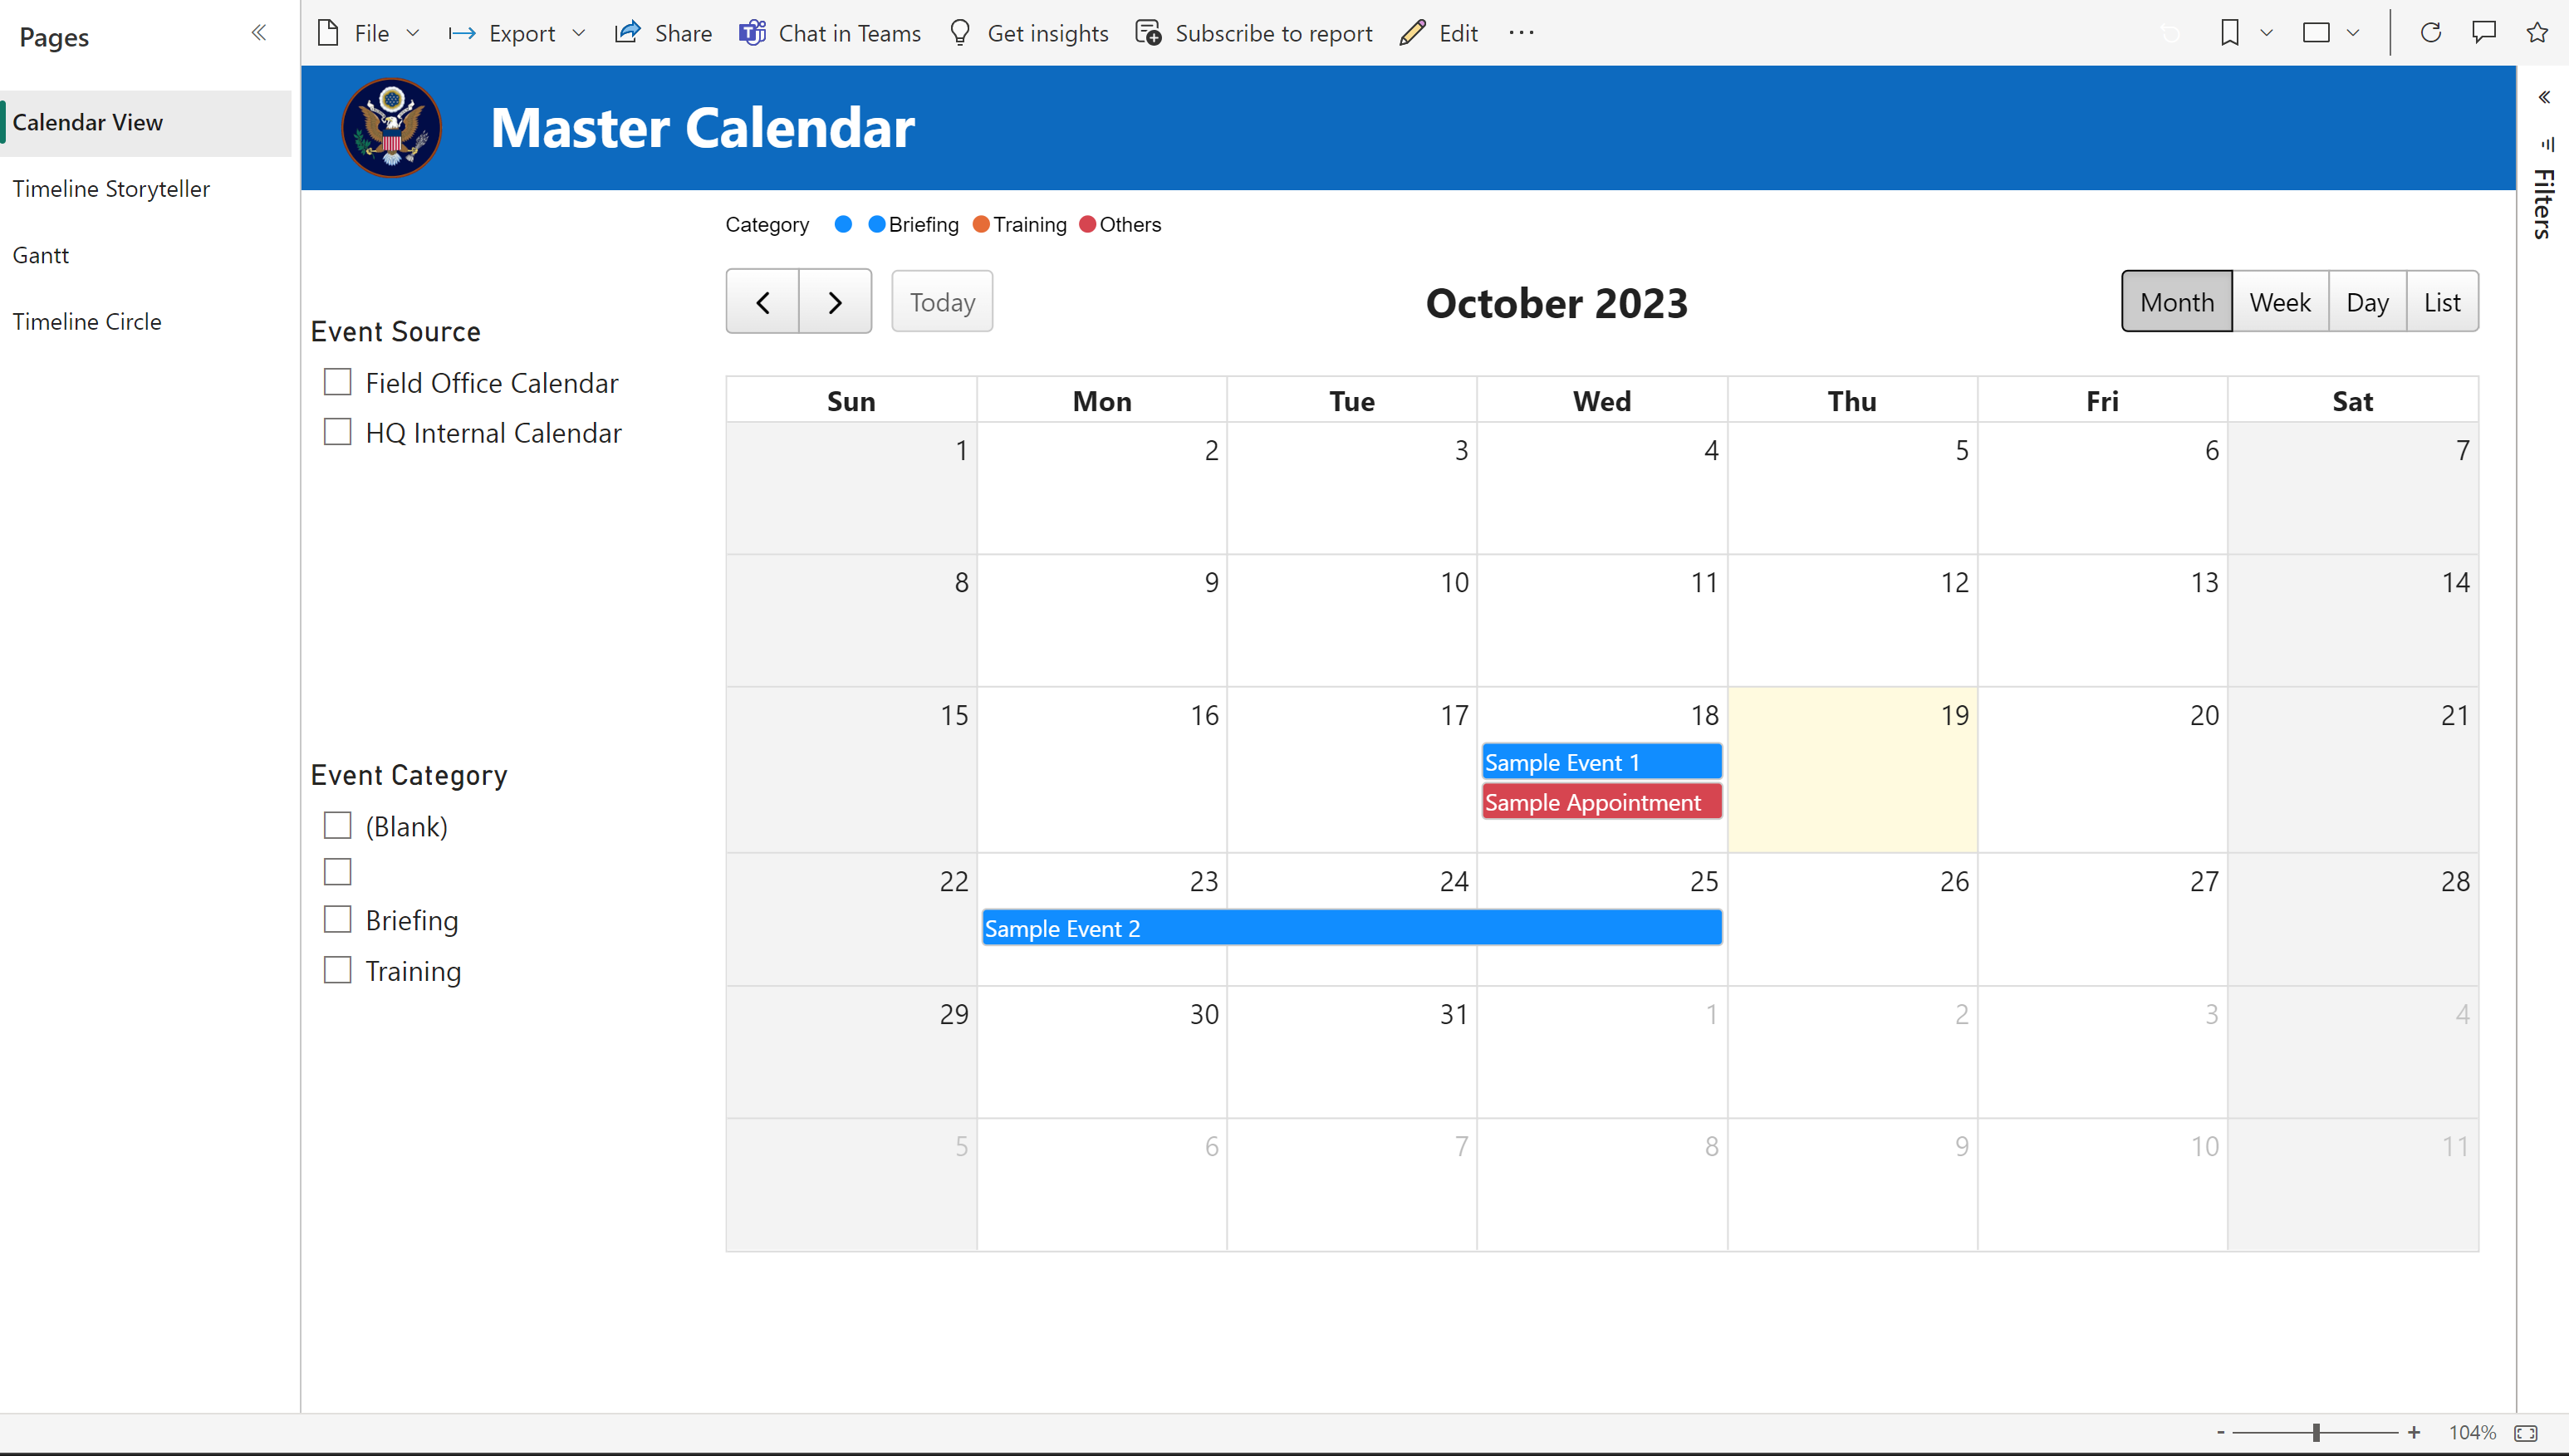 Pages
File
Export
Share
Chat in Teams
Get insights
Subscribe to report
Edit
Calendar View
Timeline Storyteller
Gantt
Timeline Circle
Master Calendar
Filters
Category Briefing Training Others
Today
October 2023
Month Week Day List
Event Source
Field Office Calendar
HQ Internal Calendar
Event Category
(Blank)
Briefing
Training
Sun Mon Tue Wed Thu Fri Sat
1 2 3 4 5 6 7
8 9 10 11 12 13 14
15 16 17 18 19 20 21
Sample Event 1
Sample Appointment
22 23 24 25 26 27 28
Sample Event 2
29 30 31 1 2 3 4
5 6 7 8 9 10 11
- + 104%